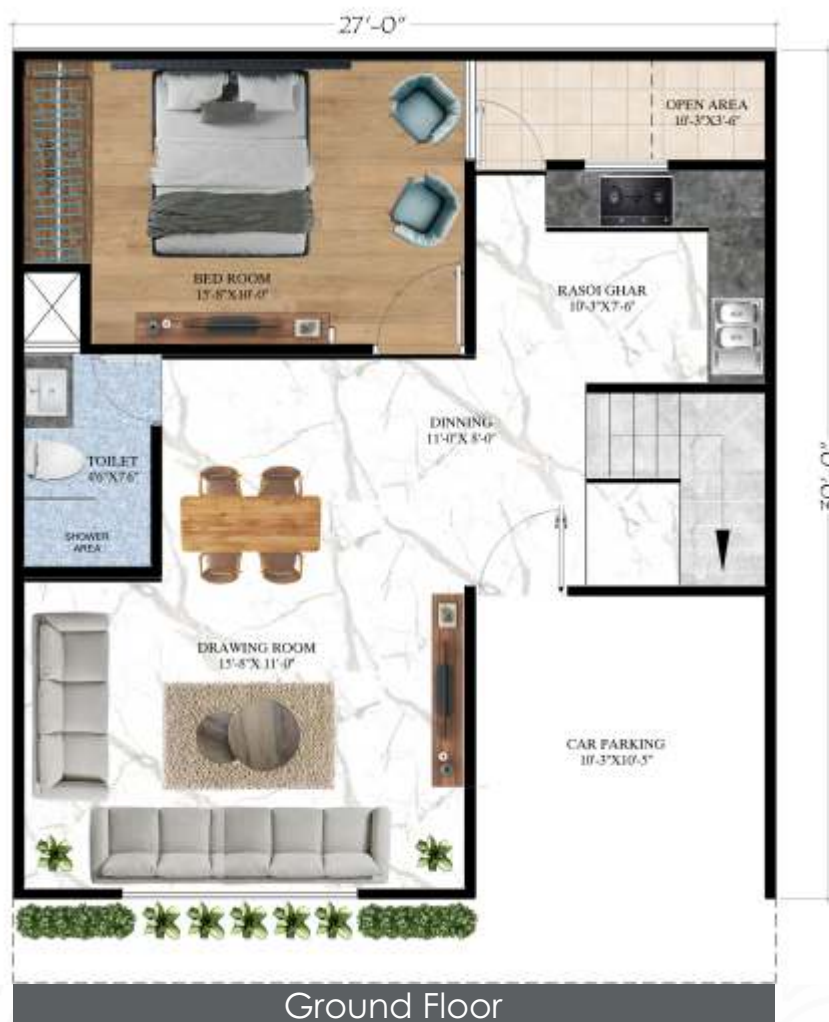 27'-0"
OPEN AREA
10'-3"X3'-6"
BED ROOM
15'-8"X10'-0"
RASOI GHAR
10'-3"X7'-6"
DINNING
11'-0"X 8'-0"
30'-0"
TOILET
4'6"X7'6"
SHOWER
AREA
DRAWING ROOM
15'-8"X 11'-0"
CAR PARKING
10'-3"X10'-5"
Ground Floor